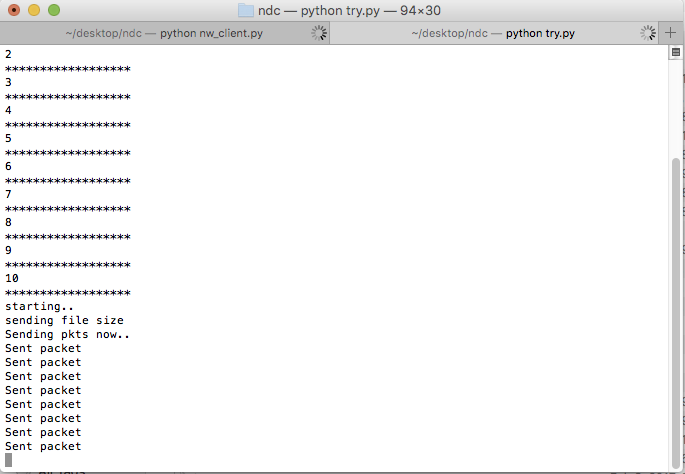 ndc — python try.py — 94×30
~/desktop/ndc — python nw_client.py
~/desktop/ndc — python try.py
2
******************
3
******************
4
******************
5
******************
6
******************
7
******************
8
******************
9
******************
10
******************
starting..
sending file size
Sending pkts now..
Sent packet
Sent packet
Sent packet
Sent packet
Sent packet
Sent packet
Sent packet
Sent packet